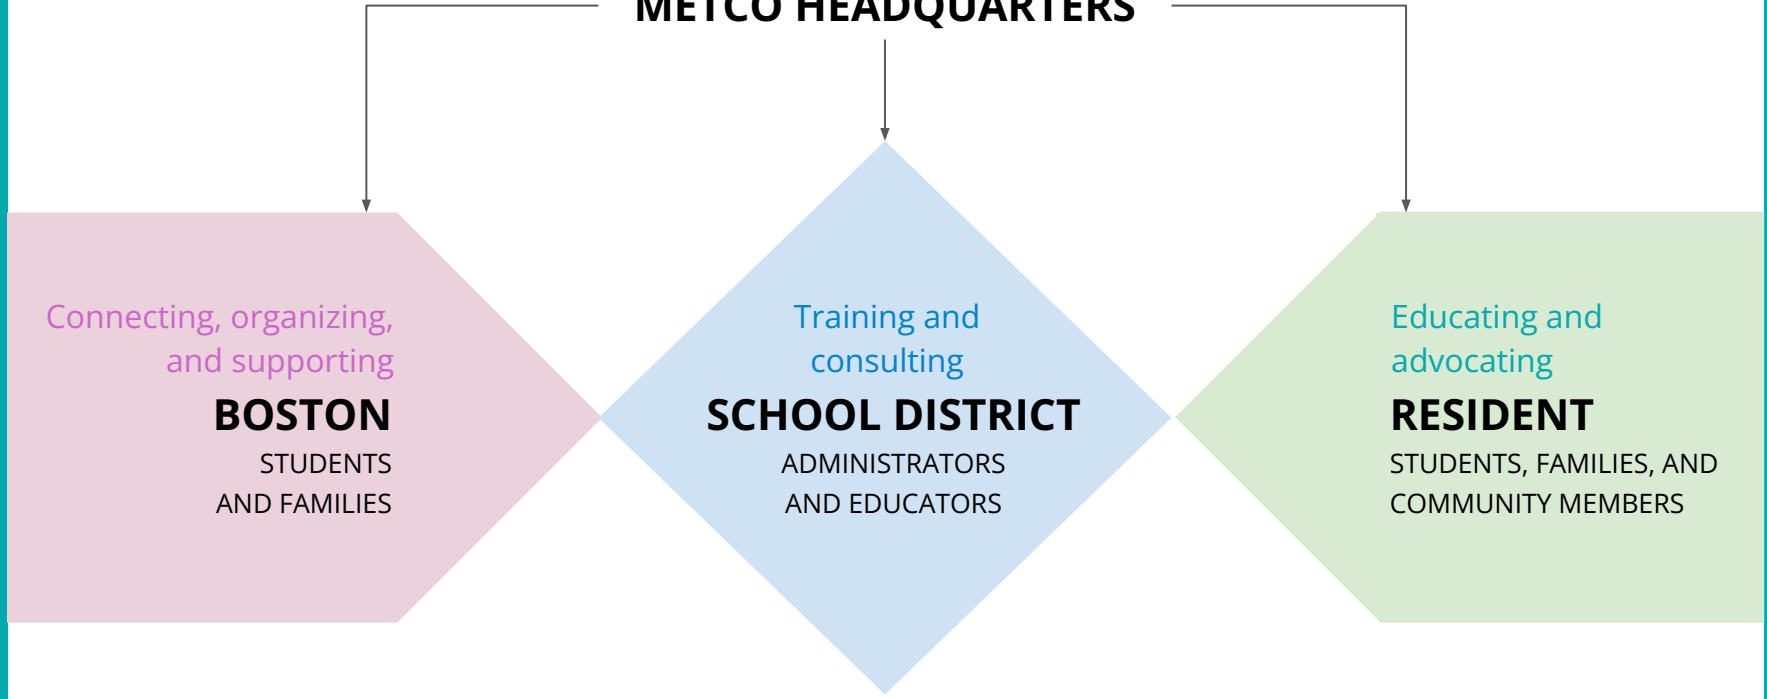 METCO HEADQUARTERS
Connecting, organizing,
and supporting
BOSTON
STUDENTS
AND FAMILIES
Training and
consulting
SCHOOL DISTRICT
ADMINISTRATORS
AND EDUCATORS
Educating and
advocating
RESIDENT
STUDENTS, FAMILIES, AND
COMMUNITY MEMBERS